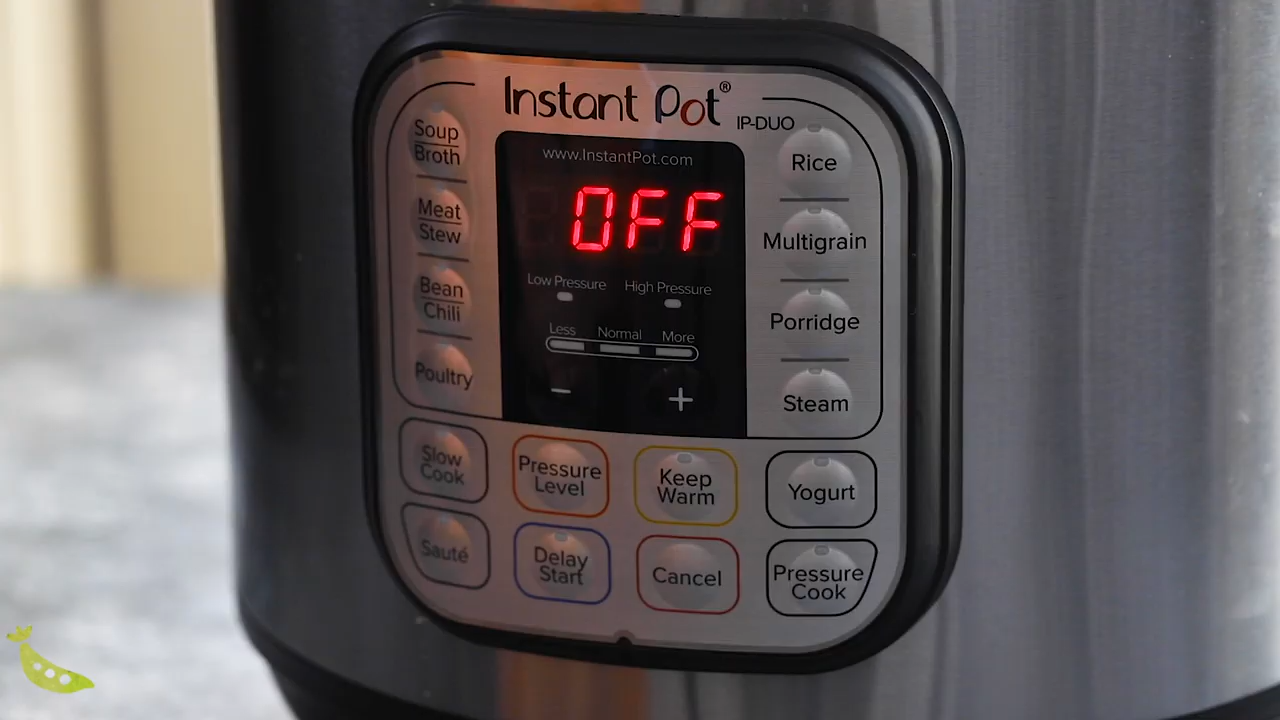 Instant Pot®
IP-DUO
www.InstantPot.com
OFF
Low Pressure
High Pressure
Less
Normal
More
−
+
Soup
Broth
Meat
Stew
Bean
Chili
Poultry
Rice
Multigrain
Porridge
Steam
Slow
Cook
Pressure
Level
Keep
Warm
Yogurt
Sauté
Delay
Start
Cancel
Pressure
Cook